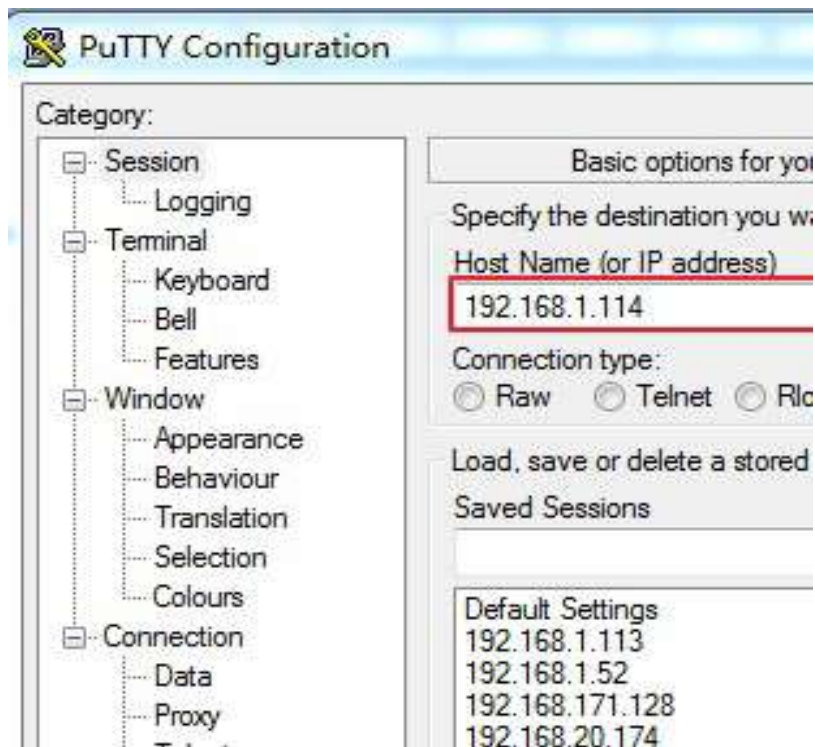 PuTTY Configuration
Category:
Session
Logging
Terminal
Keyboard
Bell
Features
Window
Appearance
Behaviour
Translation
Selection
Colours
Connection
Data
Proxy
Basic options for you
Specify the destination you wa
Host Name (or IP address)
192.168.1.114
Connection type:
Raw Telnet Rlo
Load, save or delete a stored
Saved Sessions
Default Settings
192.168.1.113
192.168.1.52
192.168.171.128
192.168.20.174